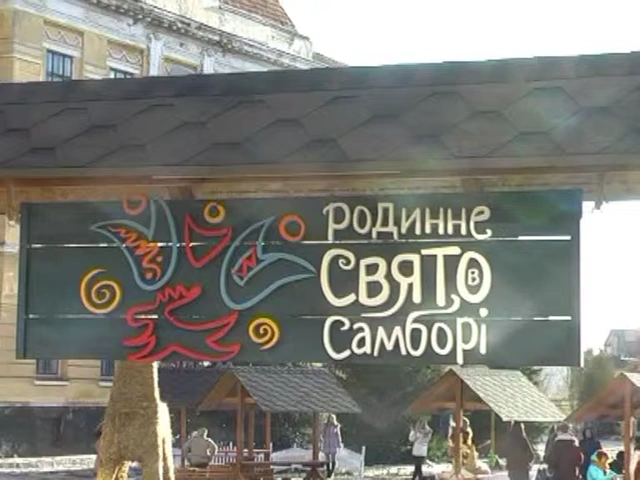 Родинне
Свято в
Самборі